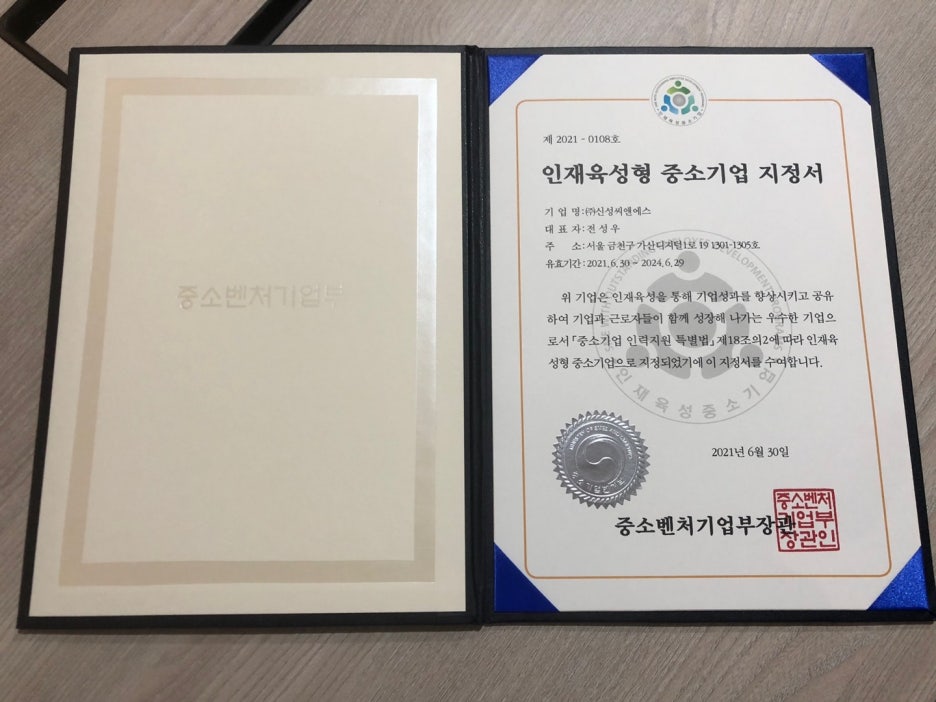 중소벤처기업부
제 2021 - 0108호
인재육성형 중소기업 지정서
기 업 명:㈜신성씨앤에스
대 표 자:전 성 우
주 소:서울 금천구 가산디지털1로 19 1301-1305호
유효기간:2021. 6. 30 ~ 2024. 6. 29
위 기업은 인재육성을 통해 기업성과를 향상시키고 공유
하여 기업과 근로자들이 함께 성장해 나가는 우수한 기업으
로서 「중소기업 인력지원 특별법」 제18조의2에 따라 인재육
성형 중소기업으로 지정되었기에 이 지정서를 수여합니다.
인재육성중소기업
2021년 6월 30일
중소벤처기업부장관
중소벤처
기업부
장관인